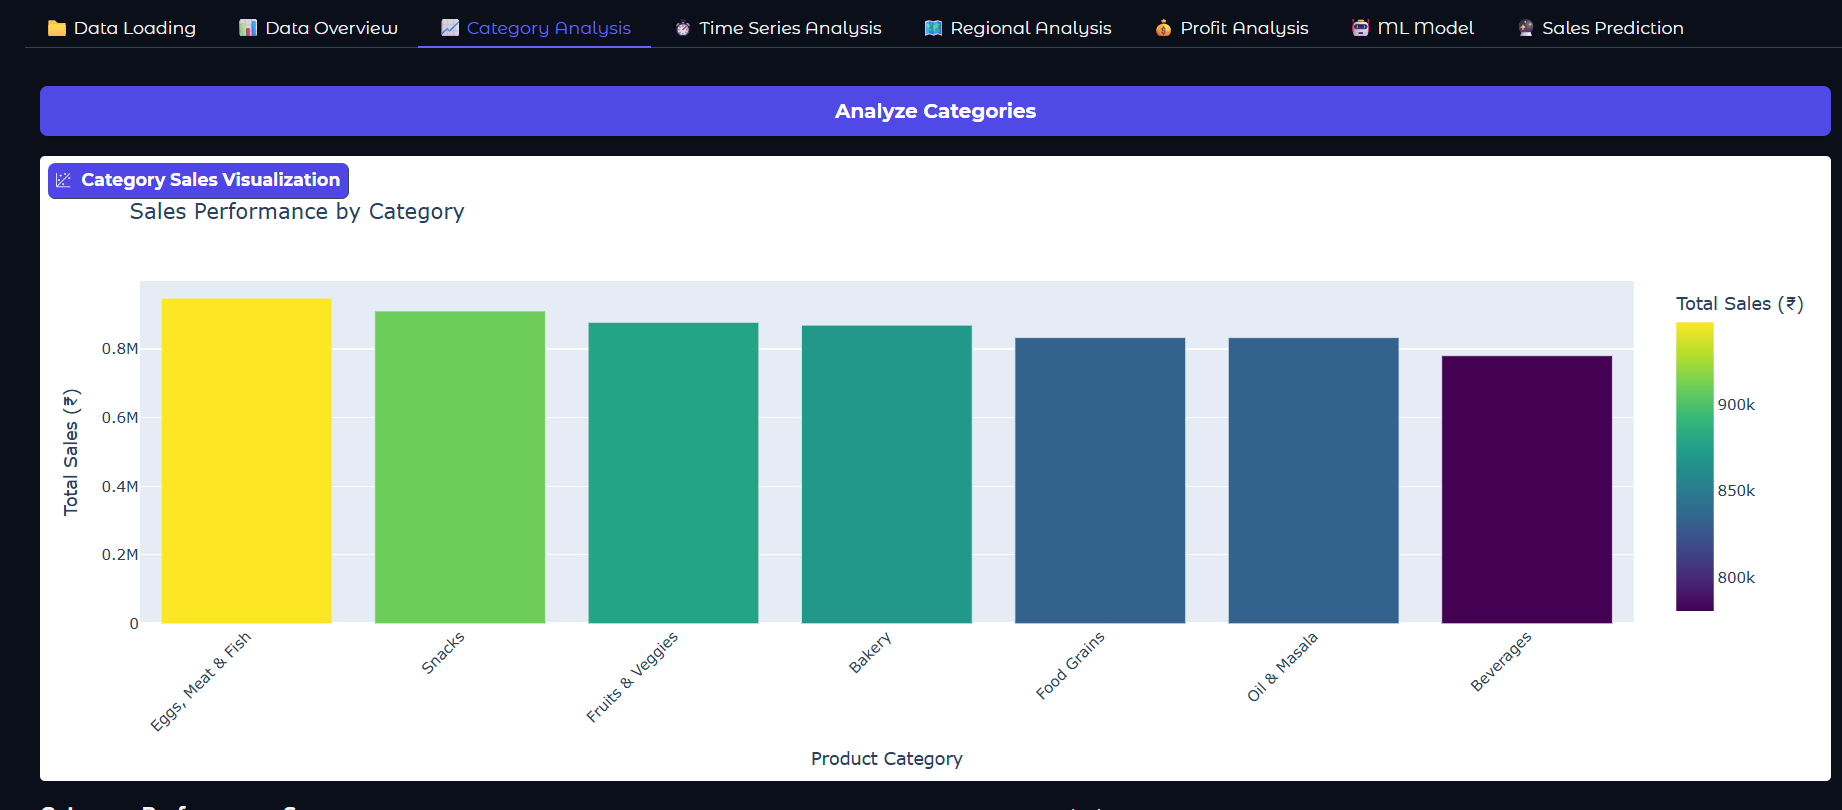 Data Loading
Data Overview
Category Analysis
Time Series Analysis
Regional Analysis
Profit Analysis
ML Model
Sales Prediction
Analyze Categories
Category Sales Visualization
Sales Performance by Category
Total Sales (₹)
0.8M
0.6M
0.4M
0.2M
0
Eggs, Meat & Fish
Snacks
Fruits & Veggies
Bakery
Food Grains
Oil & Masala
Beverages
Product Category
Total Sales (₹)
900k
850k
800k